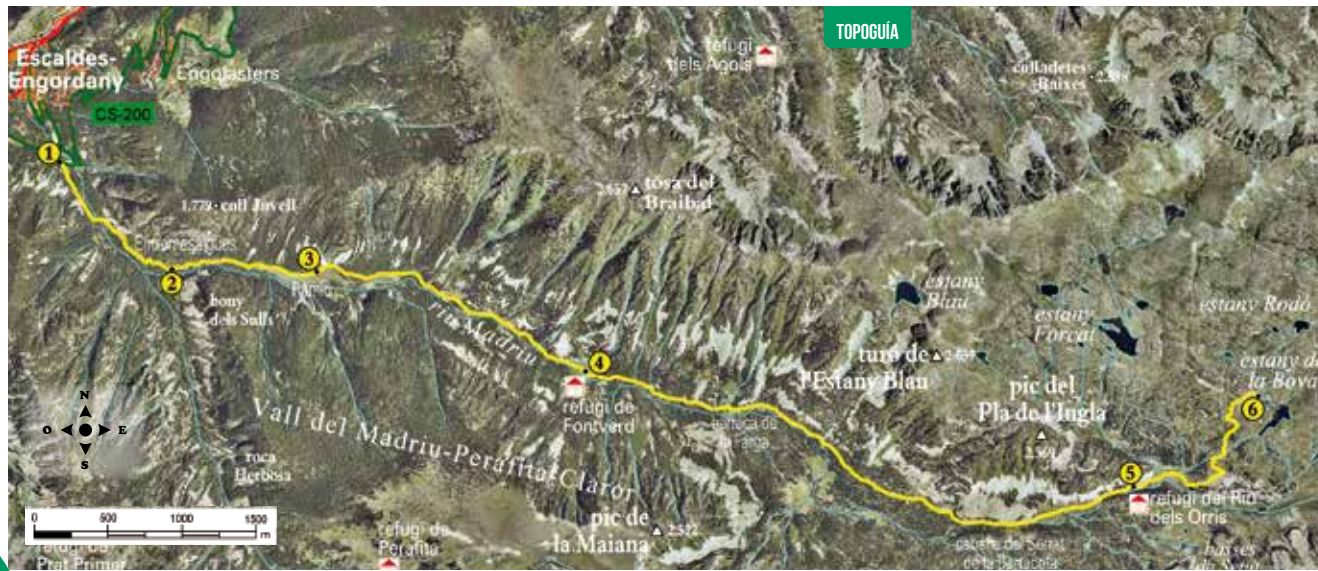 TOPOGUÍA
Escaldes-
Engordany
Engolasters
CS-200
refugi
dels Agols
colladetes
Baixes
1
1.779 · coll Jovell
tosa del
Braibal
Entremesaigües
3
2
bony
dels Sulls
riu Madriu
estany
Blau
estany
Forcat
estany Rodó
4
turó de
l'Estany Blau
estany de
la Bova
refugi de
Fontverd
pic del
Pla de l'Ingla
6
N
O E
S
Vall del Madriu-Perafita-Claror
roca
Herbosa
5
refugi del Riu
dels Orris
0 500 1000 1500
m
refugi de
Perafita
pic de
la Maiana
refugi de
Prat Primer
basses